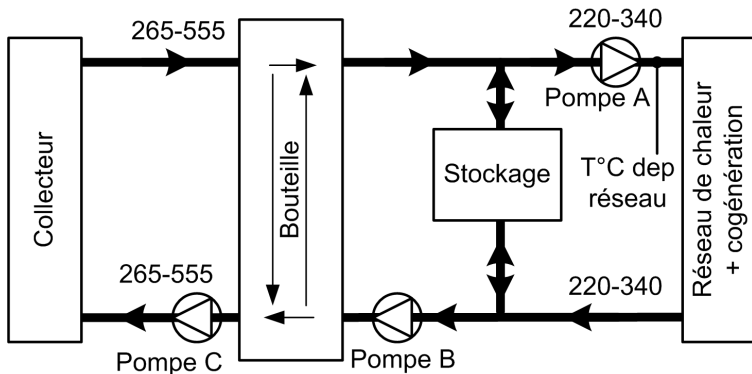 265-555
220-340
Collecteur
Bouteille
Pompe A
Stockage
T°C dep
réseau
Réseau de chaleur
+ cogénération
265-555
220-340
Pompe C
Pompe B